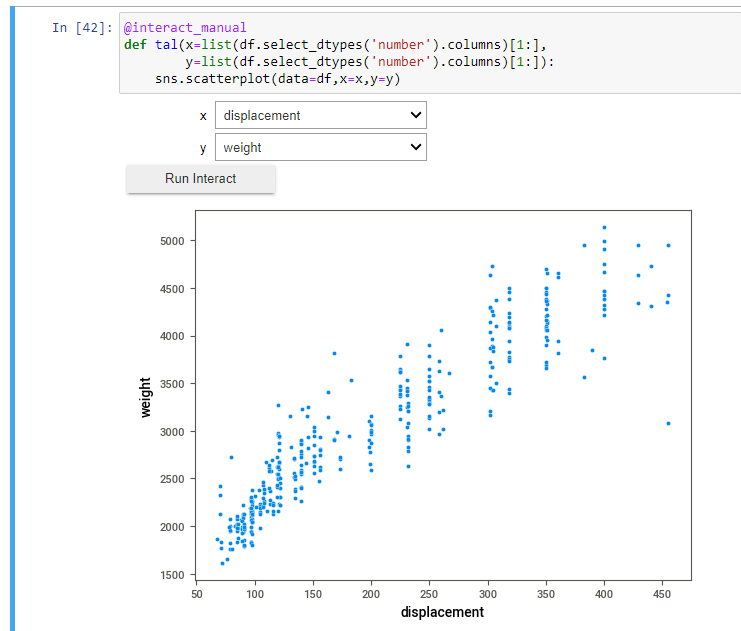 In [42]: @interact_manual
def tal(x=list(df.select_dtypes('number').columns)[1:],
y=list(df.select_dtypes('number').columns)[1:]):
sns.scatterplot(data=df,x=x,y=y)
x displacement
y weight
Run Interact
5000
4500
4000
3500
3000
2500
2000
1500
weight
50 100 150 200 250 300 350 400 450
displacement